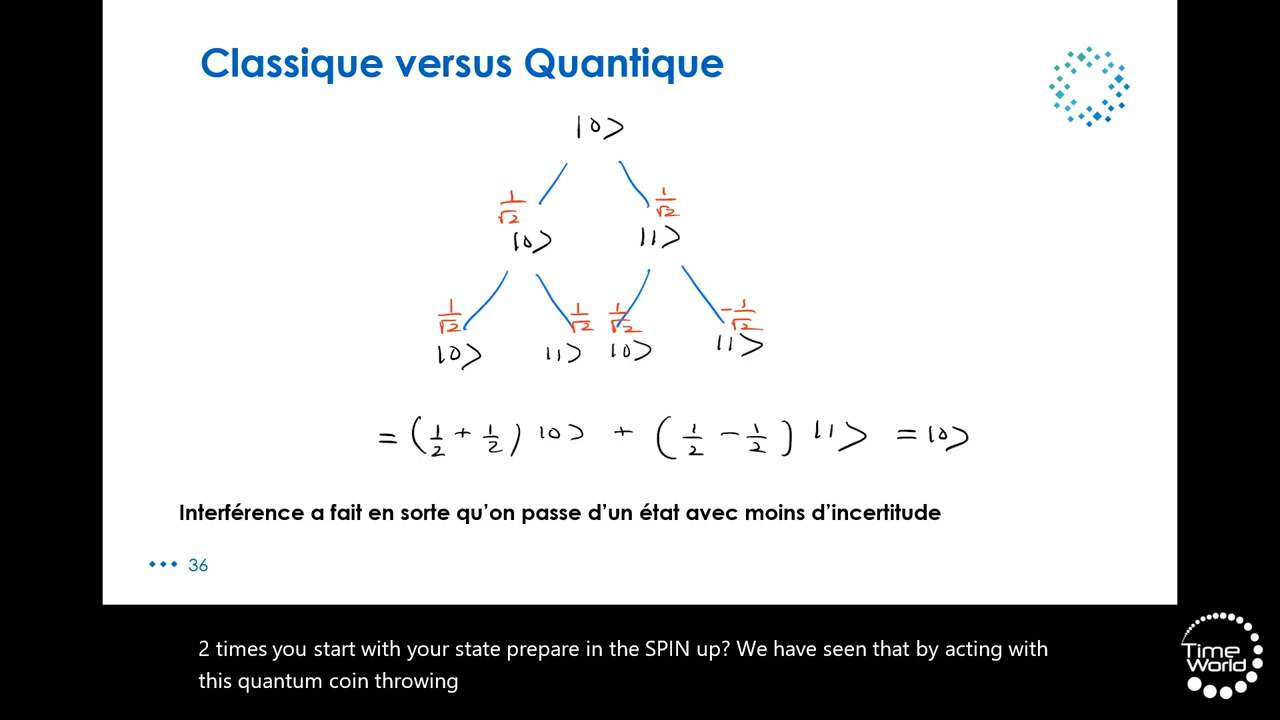 Classique versus Quantique
|0>
1/√2 1/√2
|0> |1>
1/√2 1/√2 1/√2 -1/√2
|0> |1> |0> |1>
= (1/2 + 1/2) |0> + (1/2 - 1/2) |1> = |0>
Interférence a fait en sorte qu'on passe d'un état avec moins d'incertitude
36
2 times you start with your state prepare in the SPIN up? We have seen that by acting with
this quantum coin throwing
Time
World